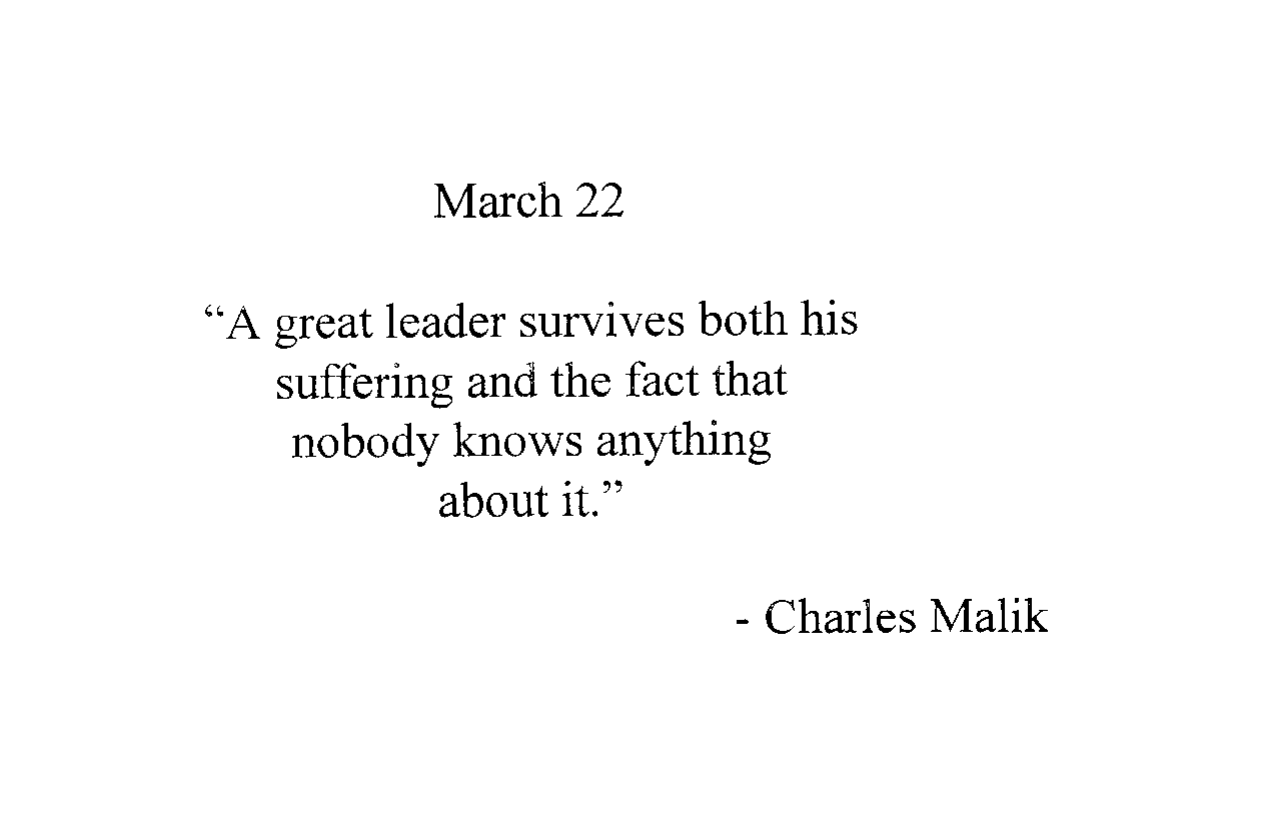 March 22
“A great leader survives both his
suffering and the fact that
nobody knows anything
about it.”
- Charles Malik